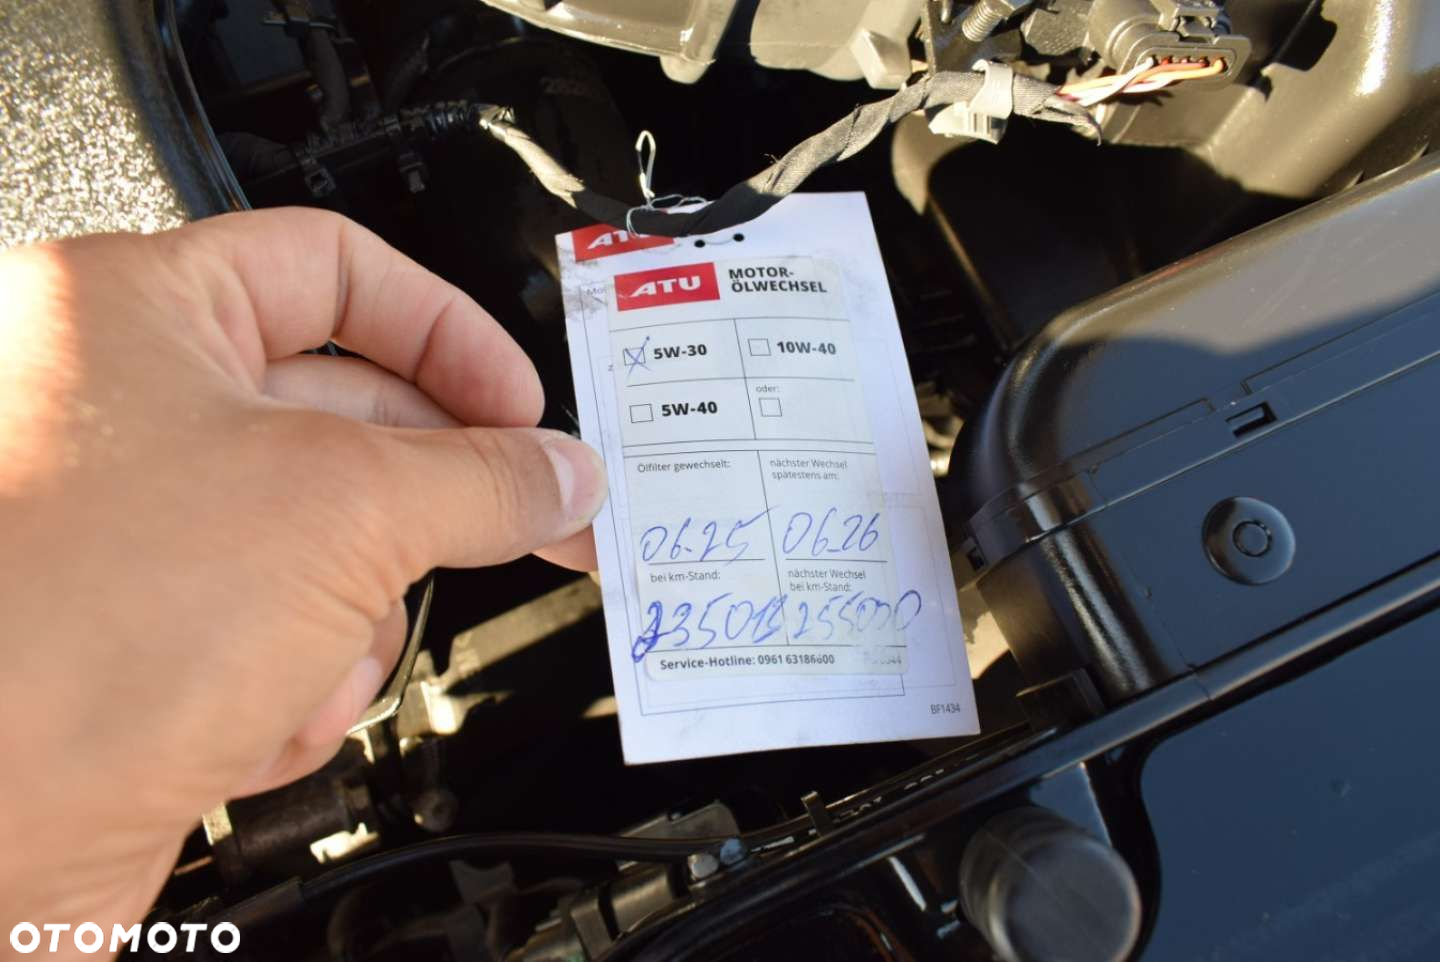 ATU
ATU MOTOR-
ÖLWECHSEL
5W-30
10W-40
5W-40
oder:
Ölfilter gewechselt:
nächster Wechsel
spätestens am:
06-25
06-26
bei km-Stand:
nächster Wechsel
bei km-Stand:
255000
Service-Hotline: 0961 63186600
BF1434
OTOMOTO